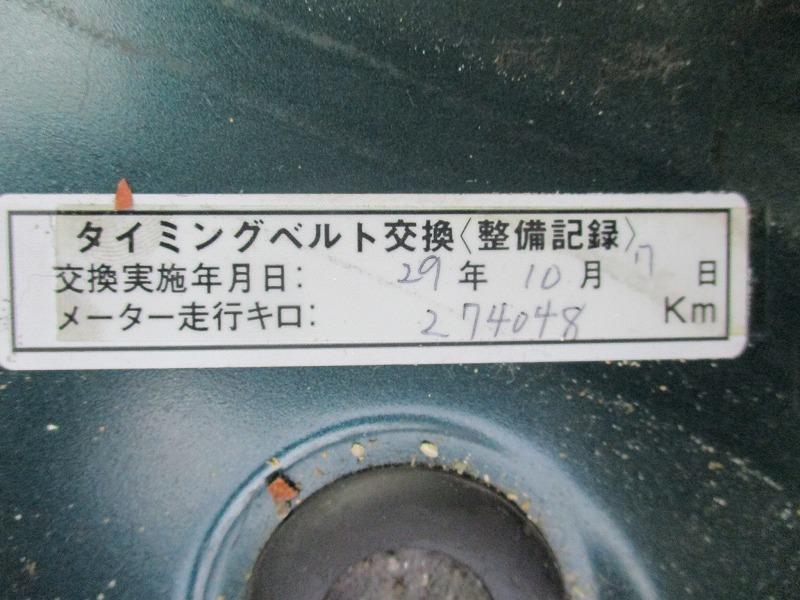 タイミングベルト交換〈整備記録〉
交換実施年月日: 29 年 10 月 7 日
メーター走行キロ: 274048 Km